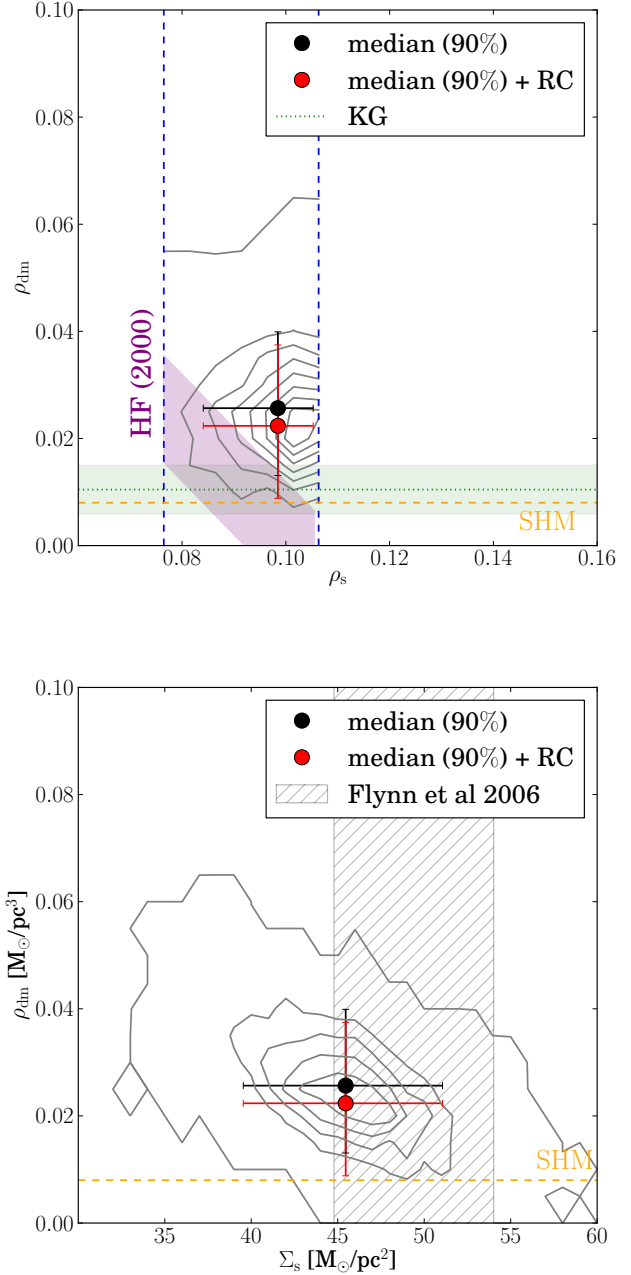 0.10
median (90%)
median (90%) + RC
KG
0.08
0.06
ρdm
0.04
HF (2000)
0.02
SHM
0.00
0.08 0.10 0.12 0.14 0.16
ρs
0.10
median (90%)
median (90%) + RC
Flynn et al 2006
0.08
0.06
ρdm [M⊙/pc³]
0.04
0.02
SHM
0.00
35 40 45 50 55 60
Σs [M⊙/pc²]